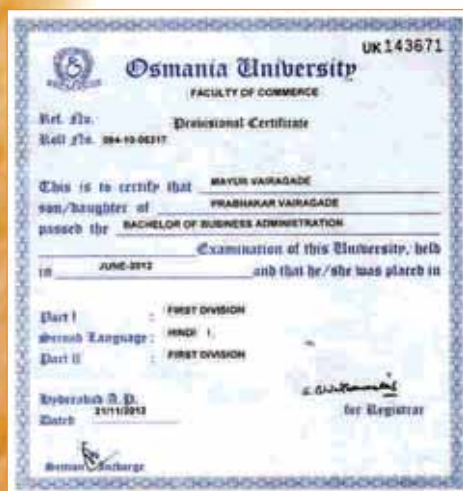 UK 143671
Osmania University
FACULTY OF COMMERCE
Ref. No.
Provisional Certificate
Roll No. 084-10-06317
This is to certify that MAYUR VAIRAGADE
son/daughter of PRABHAKAR VAIRAGADE
passed the BACHELOR OF BUSINESS ADMINISTRATION
Examination of this University, held
in JUNE-2012 and that he/she was placed in
Part I : FIRST DIVISION
Second Language : HINDI
Part II : FIRST DIVISION
Hyderabad A. P.
Dated 21/11/2012
for Registrar
Section Incharge